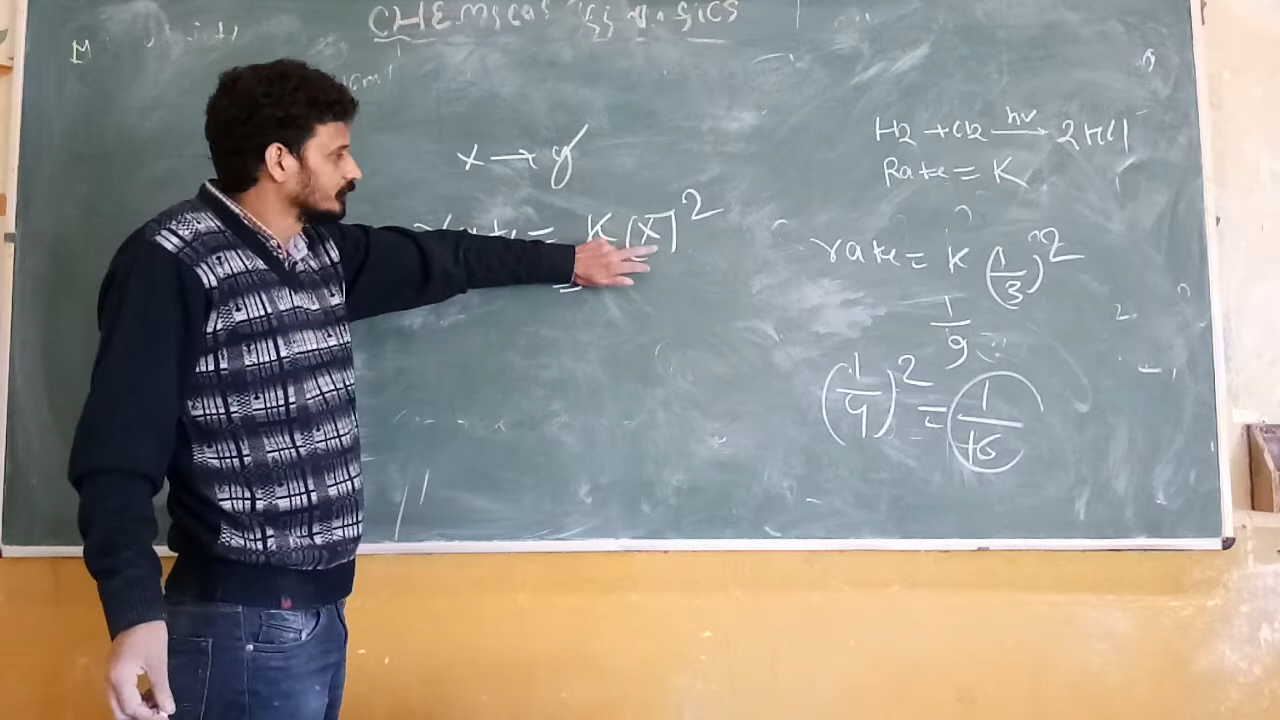 CHEMICAL KINETICS
x → y
rate = K[x]²
H2 + Cl2 hν→ 2HCl
Rate = K
rate = K (1/3)²
1/9
(1/4)² = 1/16